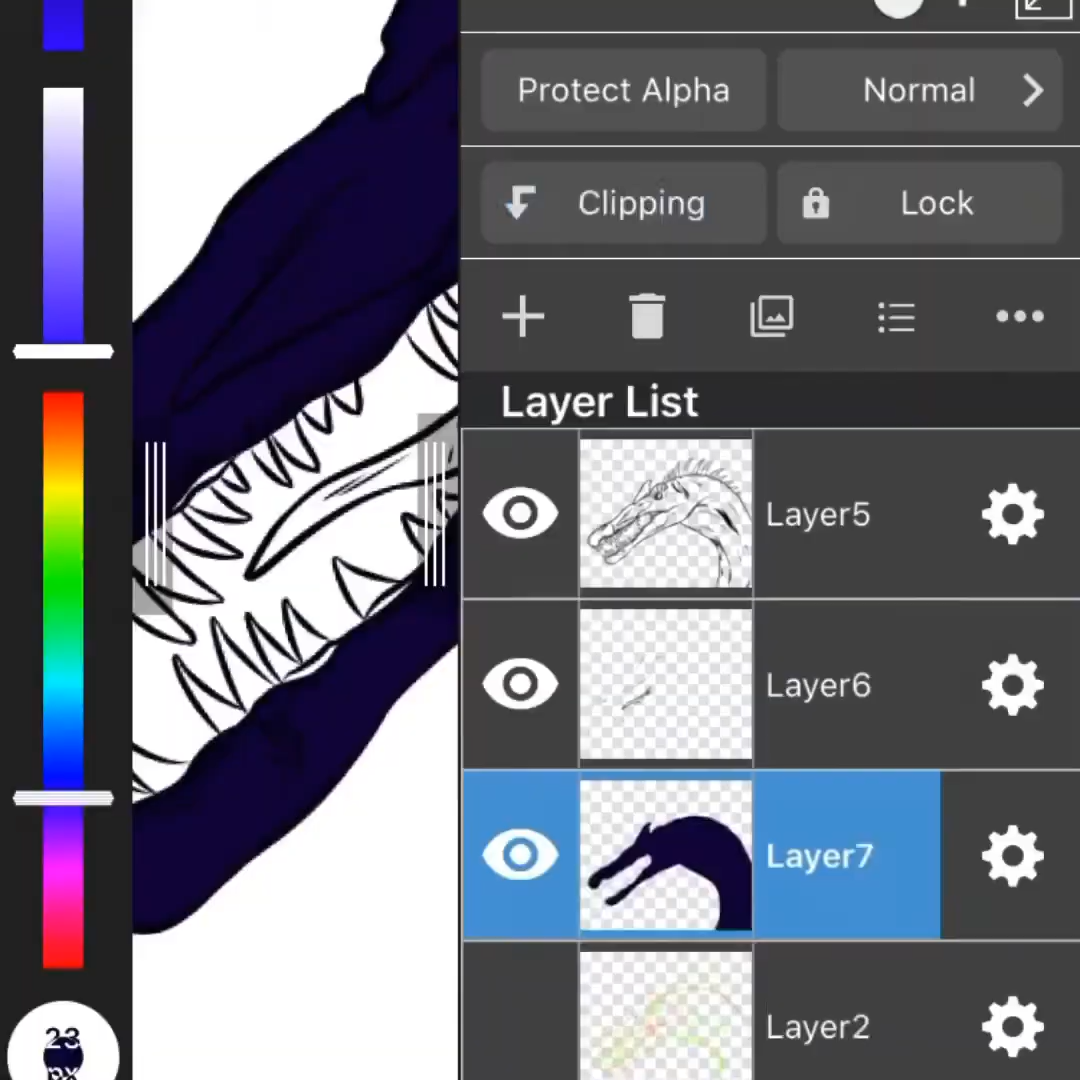 Protect Alpha
Normal
Clipping
Lock
Layer List
Layer5
Layer6
Layer7
Layer2
23
px